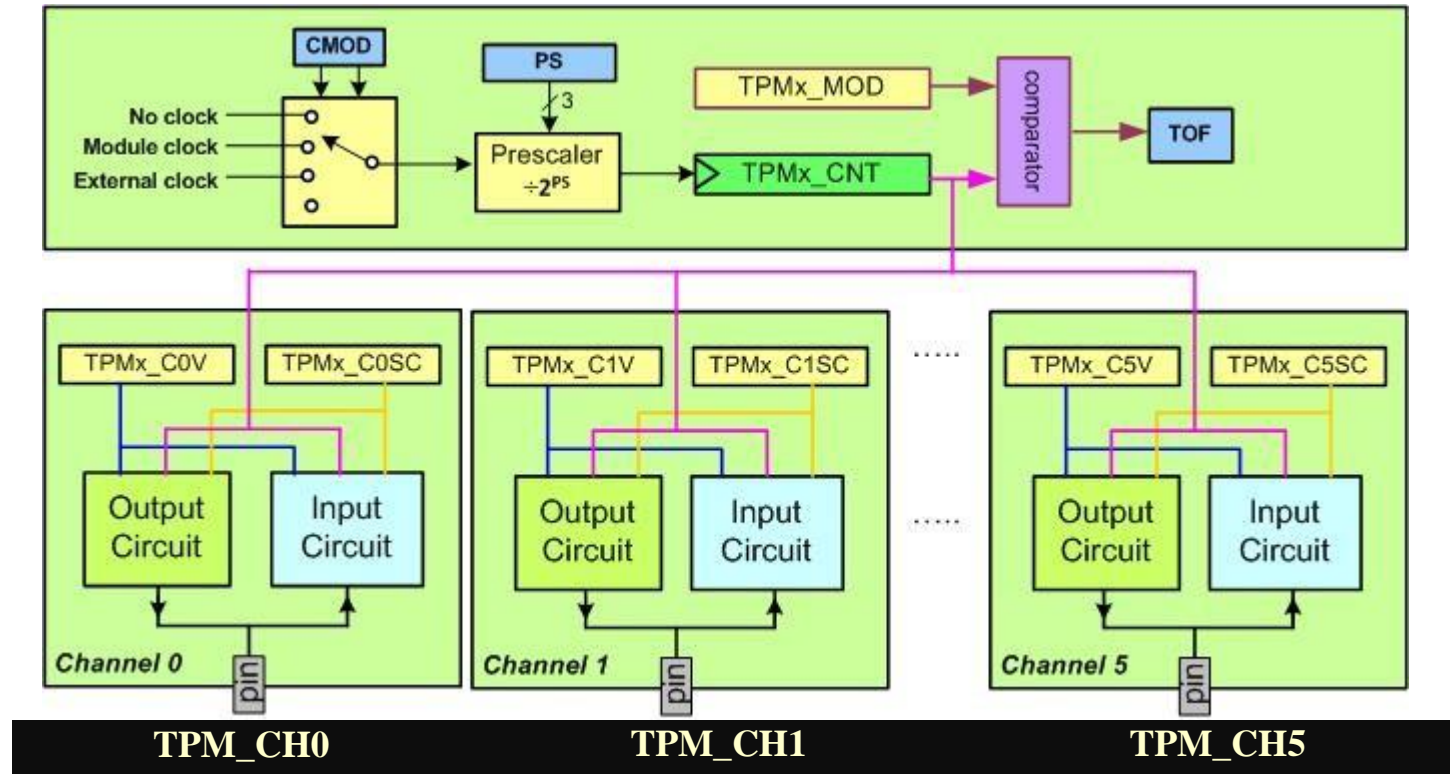 CMOD
PS
3
No clock
Module clock
External clock
Prescaler
÷2^PS
TPMx_MOD
TPMx_CNT
comparator
TOF
TPMx_C0V
TPMx_C0SC
Output
Circuit
Input
Circuit
Channel 0
pin
TPMx_C1V
TPMx_C1SC
Output
Circuit
Input
Circuit
Channel 1
pin
.....
.....
TPMx_C5V
TPMx_C5SC
Output
Circuit
Input
Circuit
Channel 5
pin
TPM_CH0
TPM_CH1
TPM_CH5